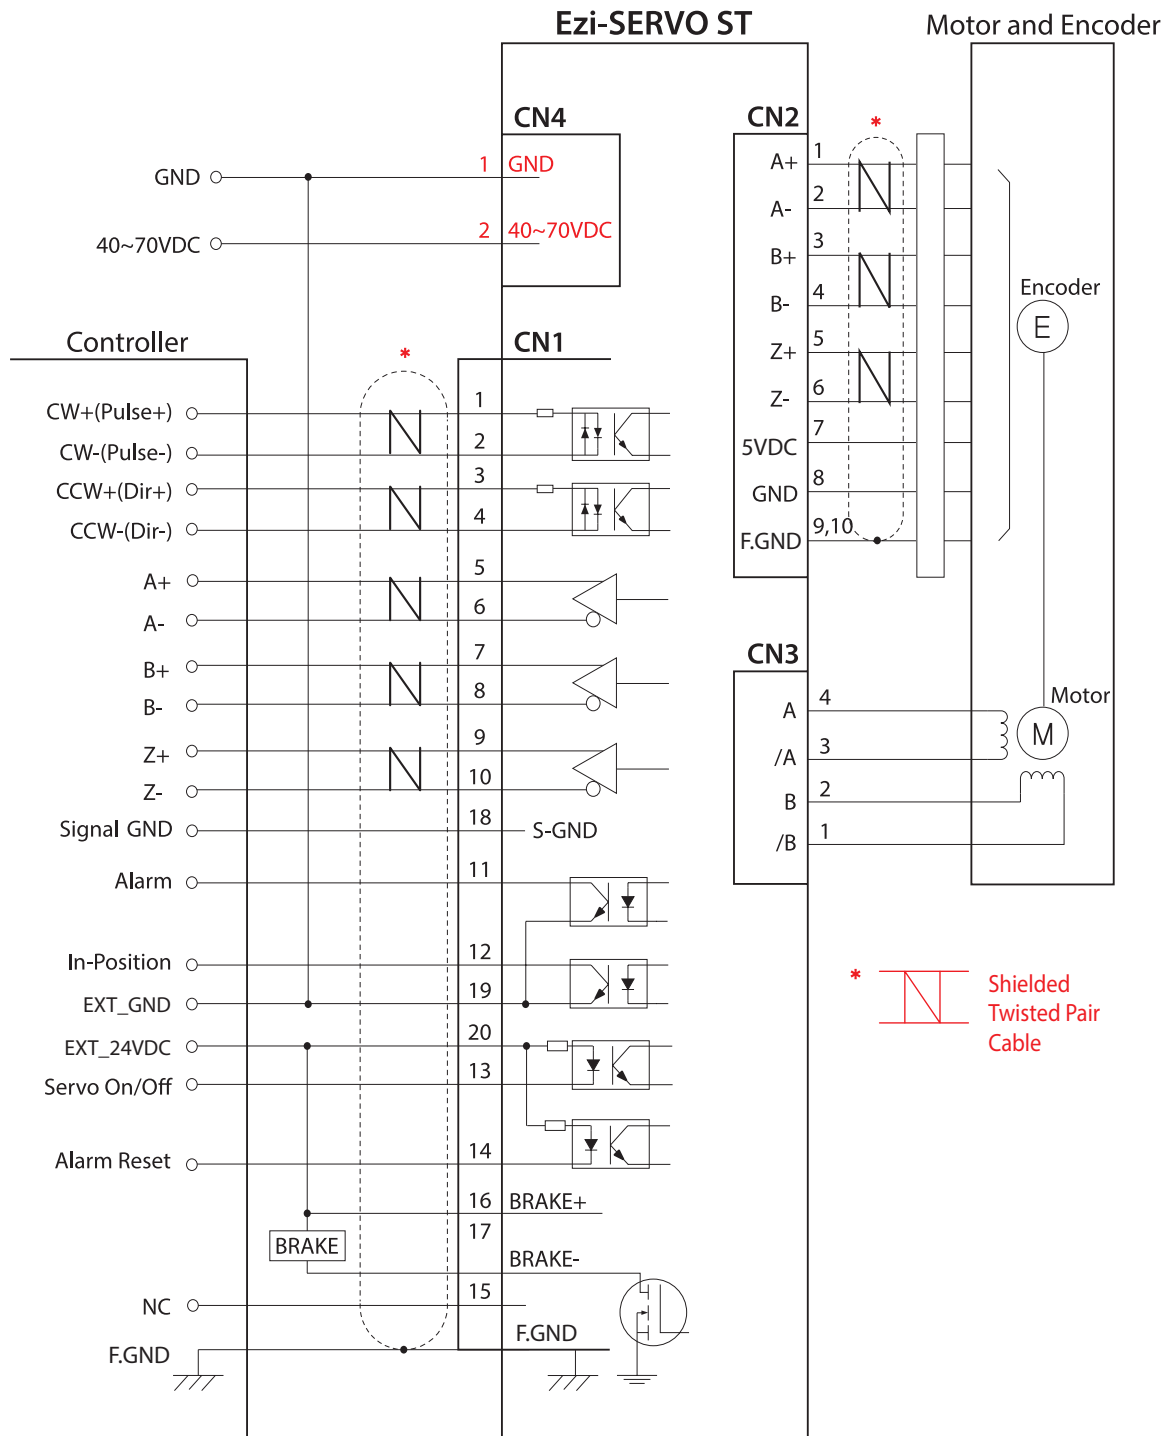 Ezi-SERVO ST
Motor and Encoder
CN4
1 GND
GND
2 40~70VDC
40~70VDC
CN2
*
A+ 1
A- 2
B+ 3
B- 4
Z+ 5
Z- 6
5VDC 7
GND 8
F.GND 9,10
Encoder
E
Controller
*
CN1
CW+(Pulse+) 1
CW-(Pulse-) 2
CCW+(Dir+) 3
CCW-(Dir-) 4
A+ 5
A- 6
B+ 7
B- 8
Z+ 9
Z- 10
Signal GND 18 S-GND
Alarm 11
In-Position 12
EXT_GND 19
EXT_24VDC 20
Servo On/Off 13
Alarm Reset 14
16 BRAKE+
17
BRAKE
BRAKE-
NC 15
F.GND
F.GND
CN3
A 4
/A 3
B 2
/B 1
Motor
M
* Shielded
Twisted Pair
Cable